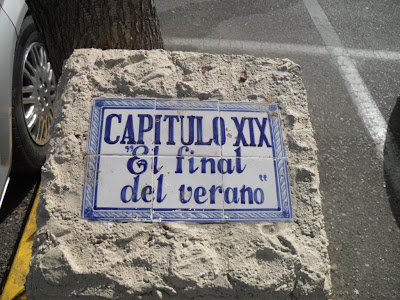 CAPITULO XIX
"El final
del verano"